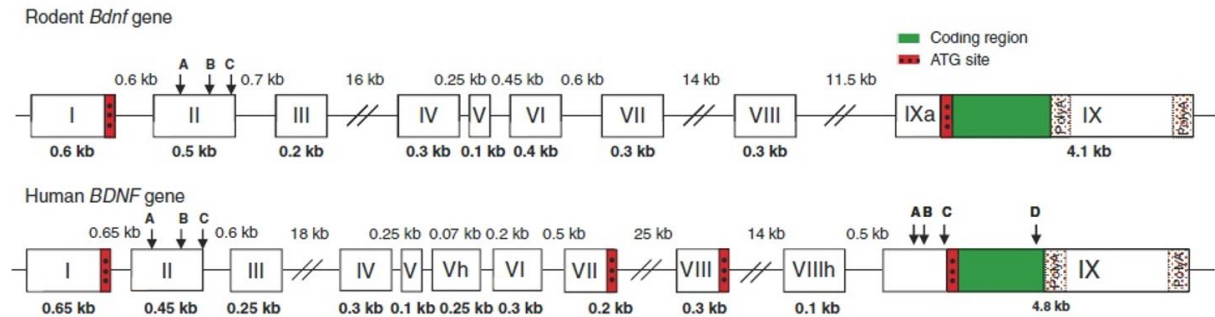 Rodent Bdnf gene
Coding region
ATG site
0.6 kb A B C 0.7 kb 16 kb 0.25 kb 0.45 kb 0.6 kb 14 kb 11.5 kb
I II III IV V VI VII VIII IXa PolyA IX PolyA
0.6 kb 0.5 kb 0.2 kb 0.3 kb 0.1 kb 0.4 kb 0.3 kb 0.3 kb 4.1 kb
Human BDNF gene
0.65 kb A B C 0.6 kb 18 kb 0.25 kb 0.07 kb 0.2 kb 0.5 kb 25 kb 14 kb 0.5 kb A B C D
I II III IV V Vh VI VII VIII VIIIh PolyA IX PolyA
0.65 kb 0.45 kb 0.25 kb 0.3 kb 0.1 kb 0.25 kb 0.3 kb 0.2 kb 0.3 kb 0.1 kb 4.8 kb